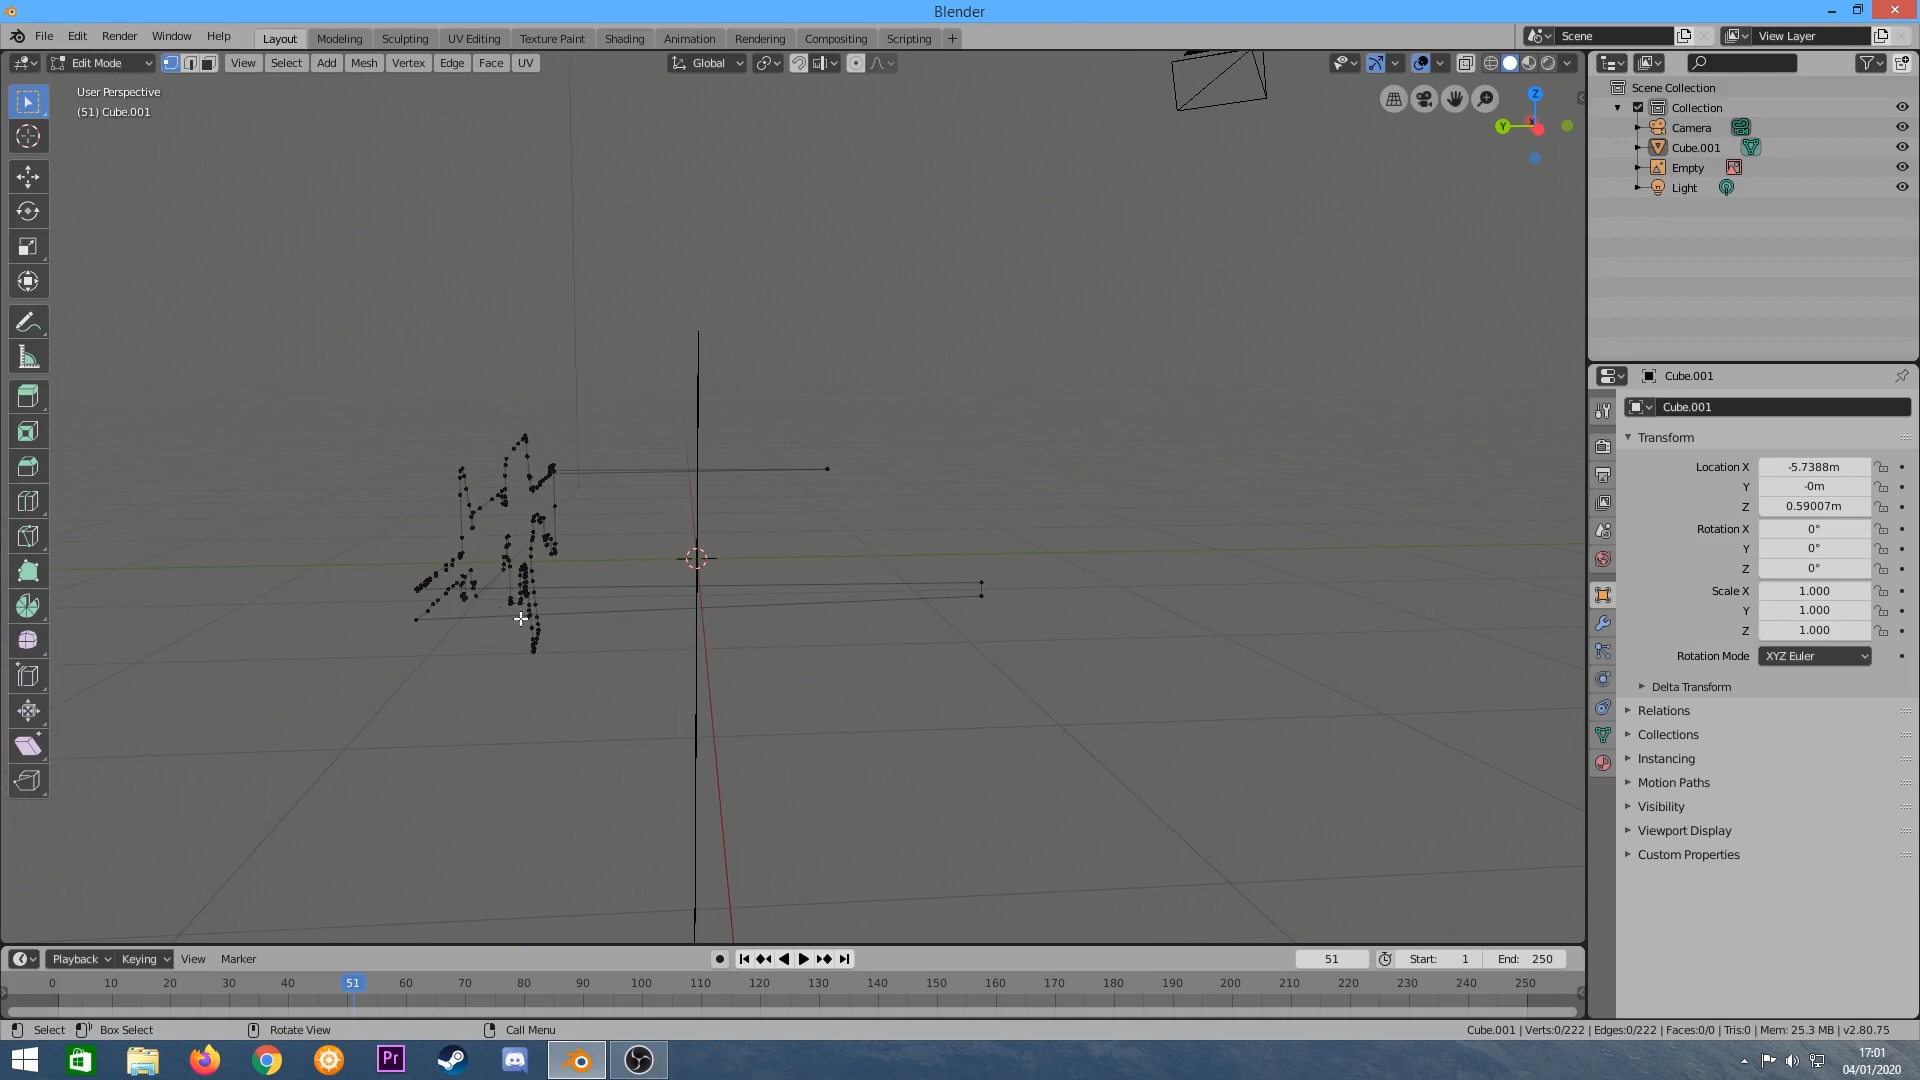 Blender
File Edit Render Window Help Layout Modeling Sculpting UV Editing Texture Paint Shading Animation Rendering Compositing Scripting + Scene View Layer
Edit Mode View Select Add Mesh Vertex Edge Face UV Global
User Perspective
(51) Cube.001
Z
Y
X
Scene Collection
Collection
Camera
Cube.001
Empty
Light
Cube.001
Cube.001
Transform
Location X -5.7388m
Y -0m
Z 0.59007m
Rotation X 0°
Y 0°
Z 0°
Scale X 1.000
Y 1.000
Z 1.000
Rotation Mode XYZ Euler
Delta Transform
Relations
Collections
Instancing
Motion Paths
Visibility
Viewport Display
Custom Properties
Playback Keying View Marker 51 Start: 1 End: 250
0 10 20 30 40 51 60 70 80 90 100 110 120 130 140 150 160 170 180 190 200 210 220 230 240 250
Select Box Select Rotate View Call Menu Cube.001 | Verts:0/222 | Edges:0/222 | Faces:0/0 | Tris:0 | Mem: 25.3 MB | v2.80.75
Pr
17:01
04/01/2020